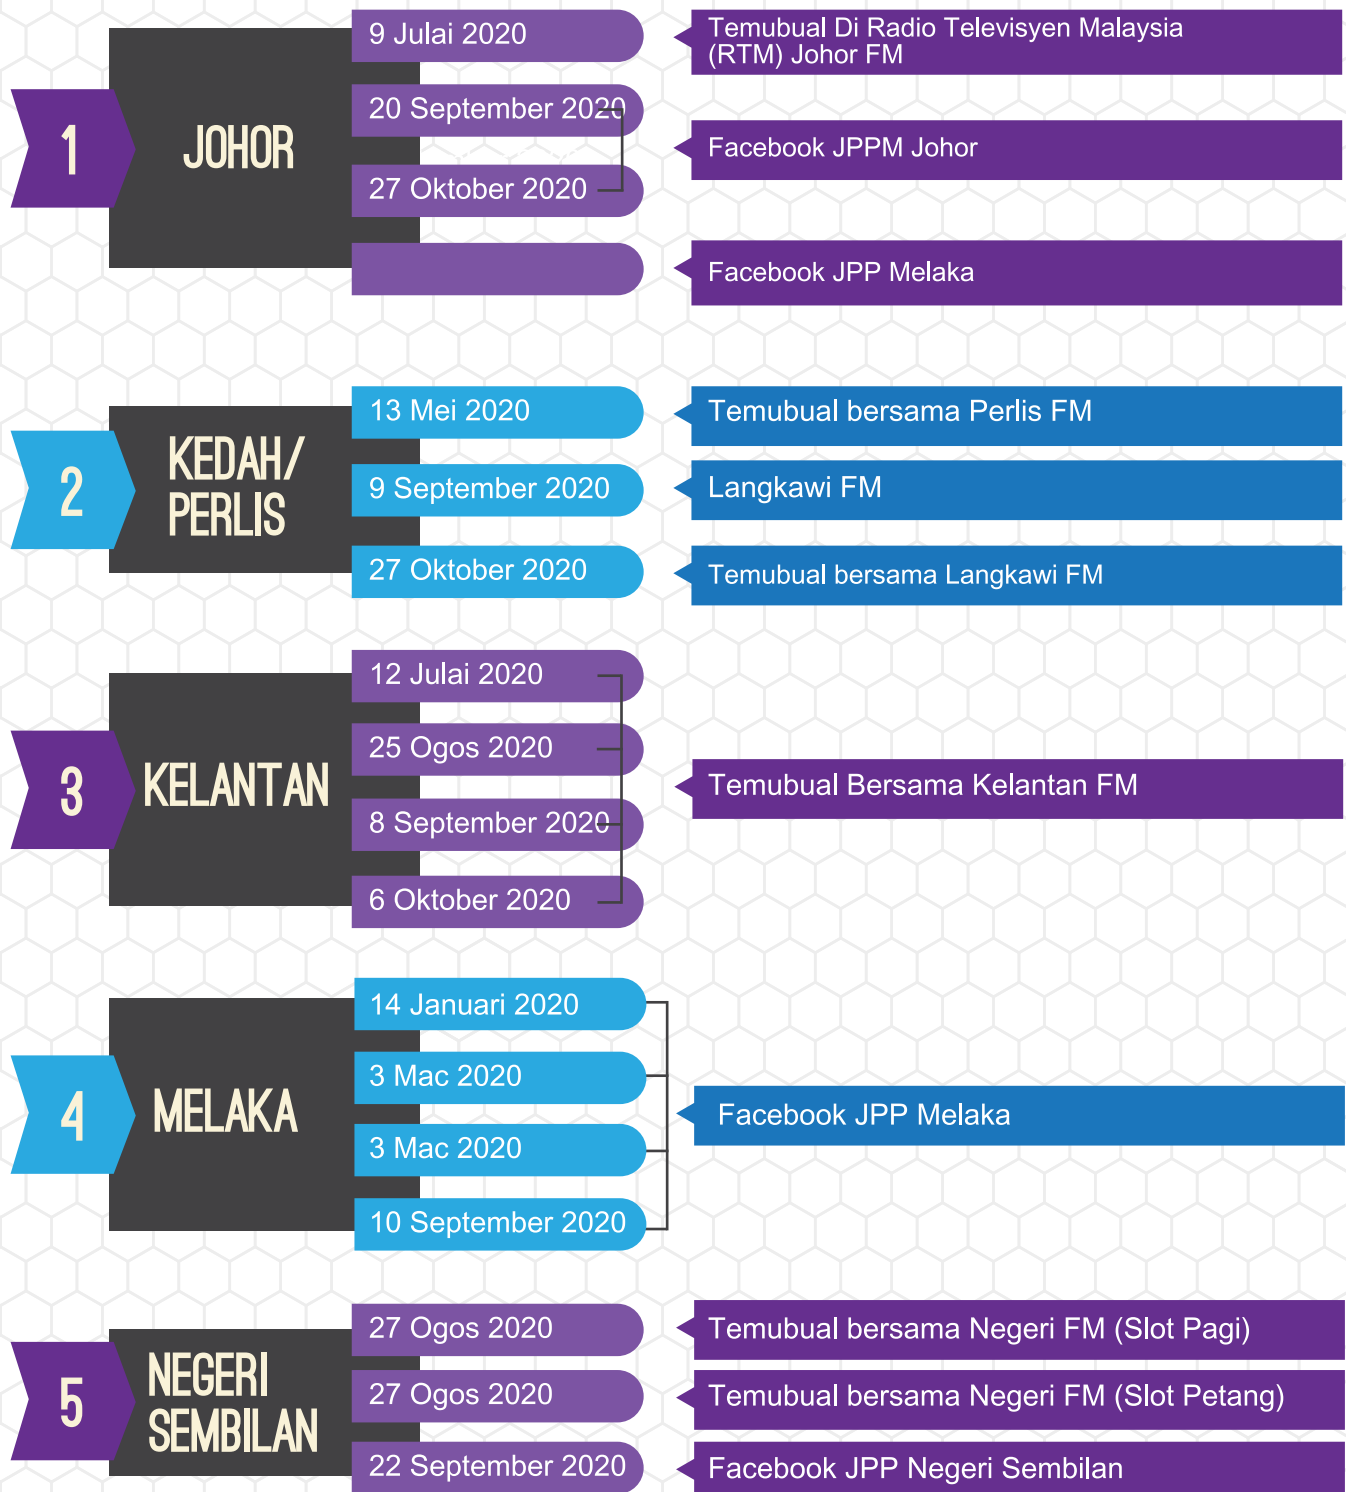 1
JOHOR
9 Julai 2020
Temubual Di Radio Televisyen Malaysia
(RTM) Johor FM
20 September 2020
27 Oktober 2020
Facebook JPPM Johor
Facebook JPP Melaka
2
KEDAH/
PERLIS
13 Mei 2020
Temubual bersama Perlis FM
9 September 2020
Langkawi FM
27 Oktober 2020
Temubual bersama Langkawi FM
3
KELANTAN
12 Julai 2020
25 Ogos 2020
8 September 2020
6 Oktober 2020
Temubual Bersama Kelantan FM
4
MELAKA
14 Januari 2020
3 Mac 2020
3 Mac 2020
10 September 2020
Facebook JPP Melaka
5
NEGERI
SEMBILAN
27 Ogos 2020
Temubual bersama Negeri FM (Slot Pagi)
27 Ogos 2020
Temubual bersama Negeri FM (Slot Petang)
22 September 2020
Facebook JPP Negeri Sembilan